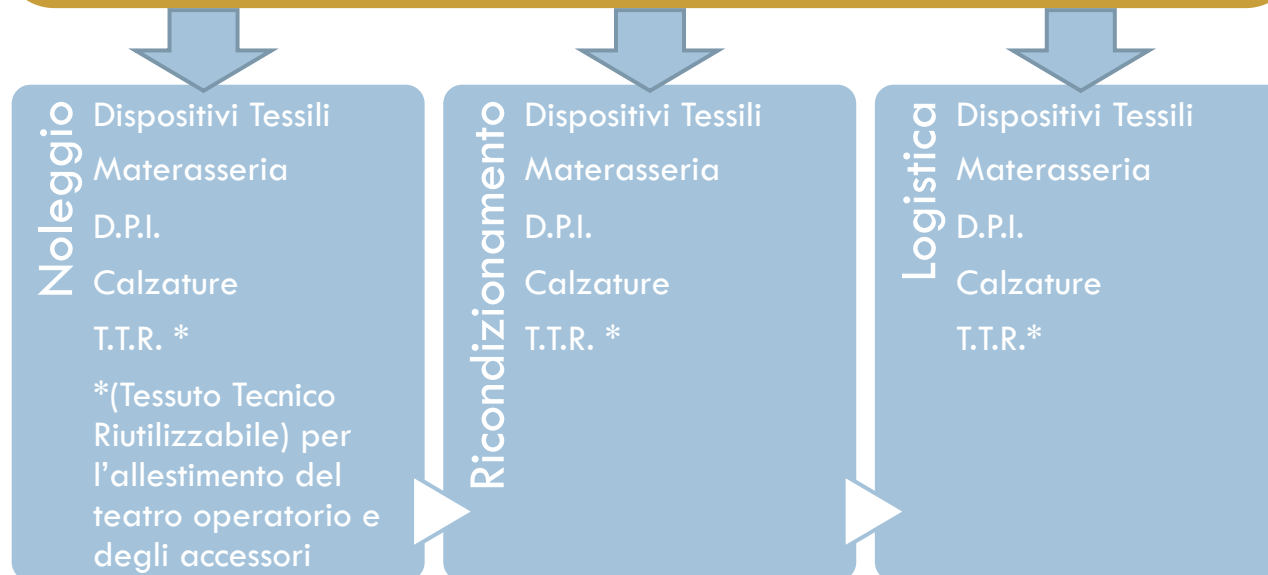 Noleggio
Dispositivi Tessili
Materasseria
D.P.I.
Calzature
T.T.R. *
*(Tessuto Tecnico
Riutilizzabile) per
l’allestimento del
teatro operatorio e
degli accessori
Ricondizionamento
Dispositivi Tessili
Materasseria
D.P.I.
Calzature
T.T.R. *
Logistica
Dispositivi Tessili
Materasseria
D.P.I.
Calzature
T.T.R.*